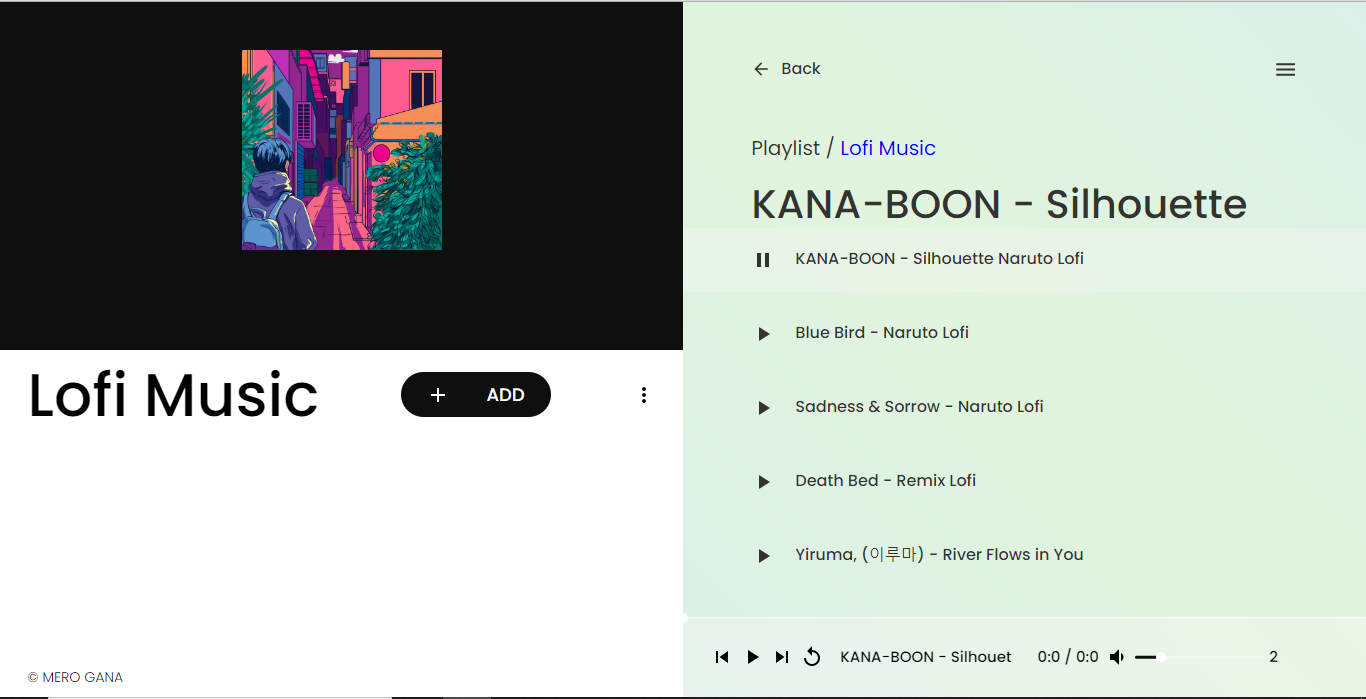 Lofi Music
ADD
© MERO GANA
Back
Playlist / Lofi Music
KANA-BOON - Silhouette
KANA-BOON - Silhouette Naruto Lofi
Blue Bird - Naruto Lofi
Sadness & Sorrow - Naruto Lofi
Death Bed - Remix Lofi
Yiruma, (이루마) - River Flows in You
KANA-BOON - Silhouet 0:0 / 0:0 2